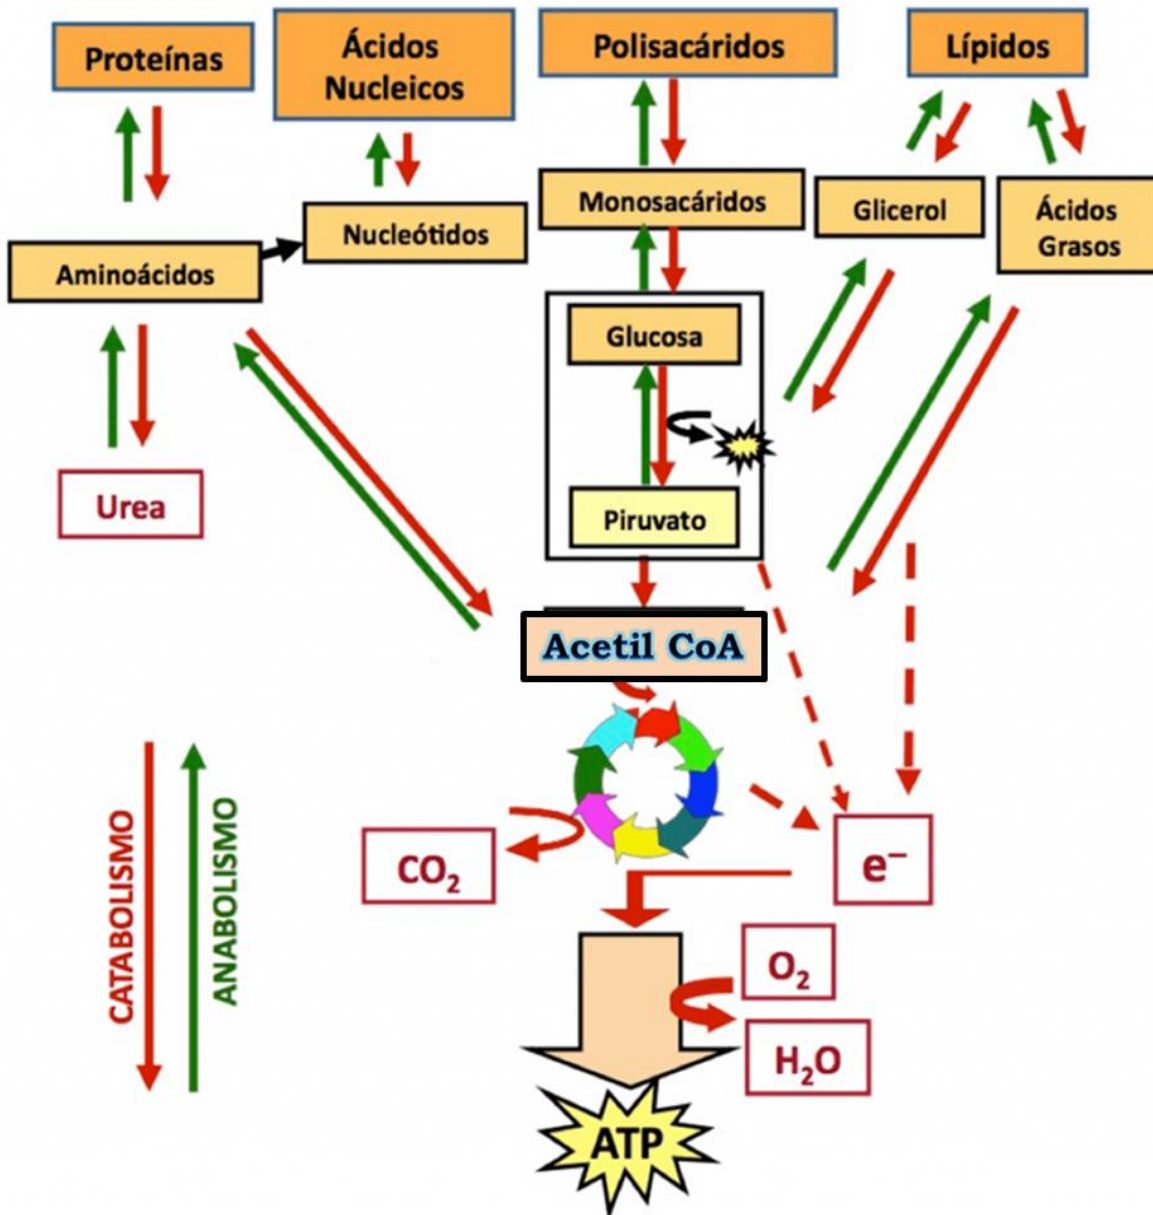 Proteínas
Ácidos
Nucleicos
Polisacáridos
Lípidos
Monosacáridos
Glicerol
Ácidos
Grasos
Nucleótidos
Aminoácidos
Glucosa
Urea
Piruvato
Acetil CoA
CATABOLISMO
ANABOLISMO
CO₂
e⁻
O₂
H₂O
ATP